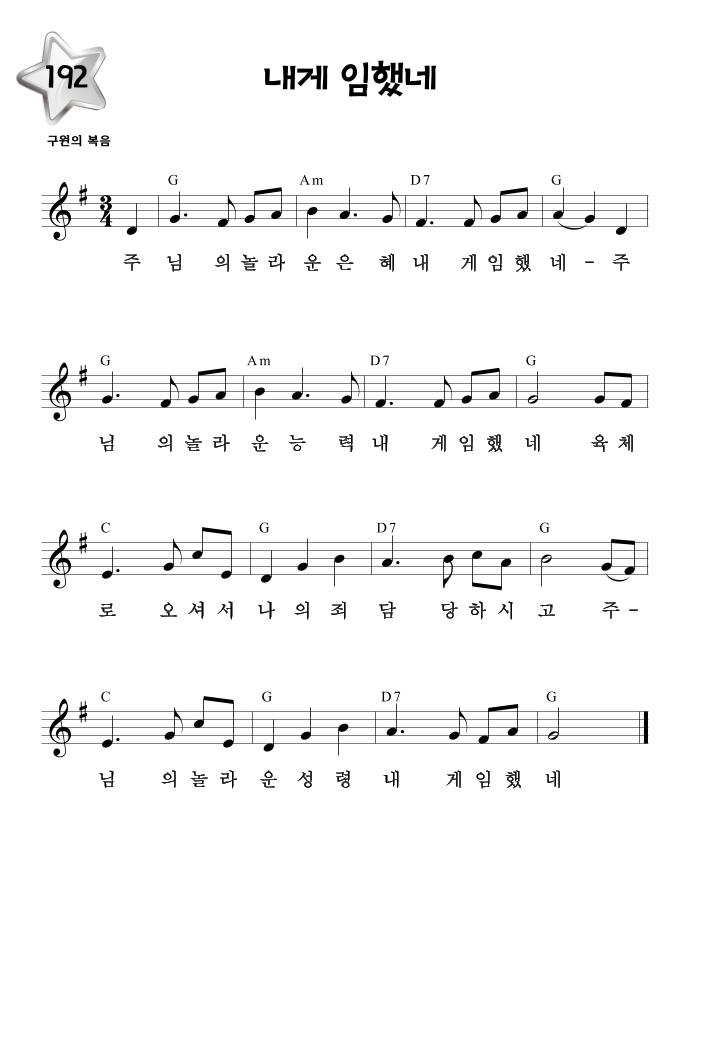 192
내게 임했네
구원의 복음
G Am D7 G
3
4
주 님 의놀라 운은 혜내 게임했 네-주
G Am D7 G
님 의놀라 운능 력내 게임했 네 육체
C G D7 G
로 오셔서 나의죄 담 당하시 고 주-
C G D7 G
님 의놀라 운성령 내 게임했 네